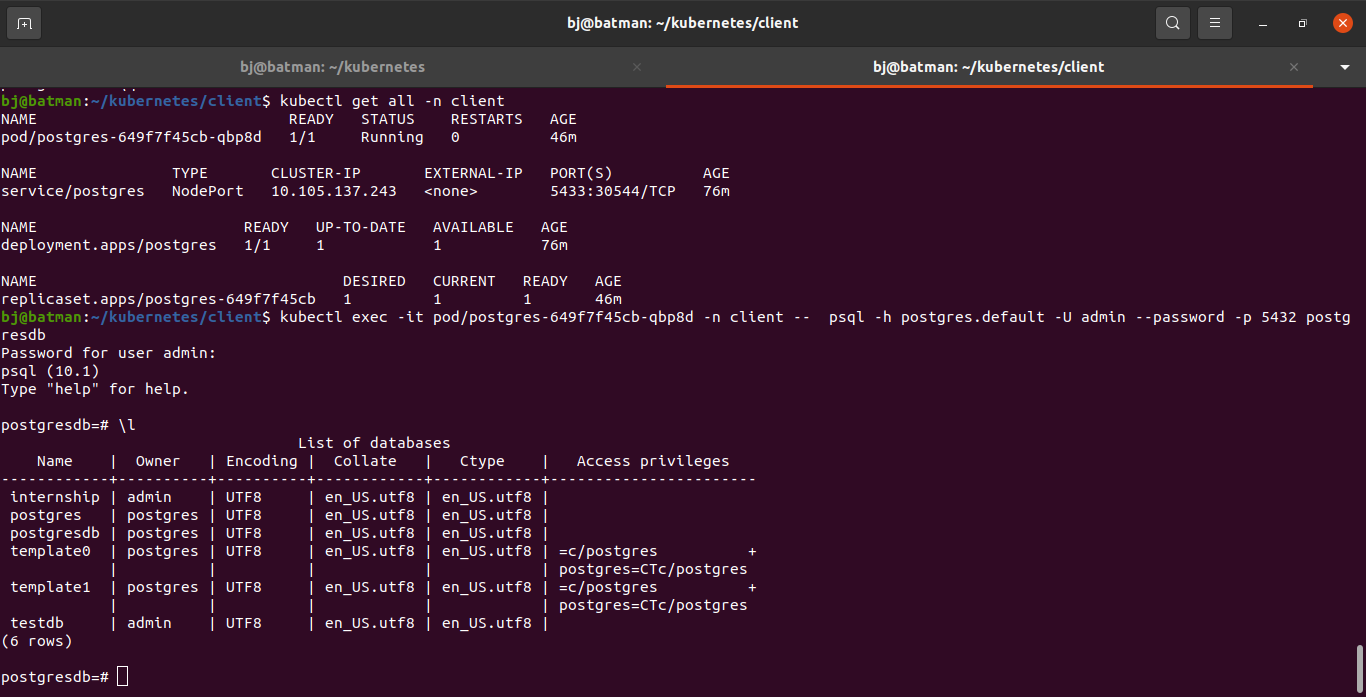 bj@batman: ~/kubernetes/client
bj@batman: ~/kubernetes
bj@batman: ~/kubernetes/client
bj@batman:~/kubernetes/client$ kubectl get all -n client
NAME                            READY   STATUS    RESTARTS   AGE
pod/postgres-649f7f45cb-qbp8d   1/1     Running   0          46m
NAME               TYPE       CLUSTER-IP       EXTERNAL-IP   PORT(S)          AGE
service/postgres   NodePort   10.105.137.243   <none>        5433:30544/TCP   76m
NAME                       READY   UP-TO-DATE   AVAILABLE   AGE
deployment.apps/postgres   1/1     1            1           76m
NAME                                  DESIRED   CURRENT   READY   AGE
replicaset.apps/postgres-649f7f45cb   1         1         1       46m
bj@batman:~/kubernetes/client$ kubectl exec -it pod/postgres-649f7f45cb-qbp8d -n client --  psql -h postgres.default -U admin --password -p 5432 postg
resdb
Password for user admin:
psql (10.1)
Type "help" for help.
postgresdb=# \l
                                 List of databases
    Name    |  Owner   | Encoding |  Collate   |   Ctype    |   Access privileges
------------+----------+----------+------------+------------+-----------------------
 internship | admin    | UTF8     | en_US.utf8 | en_US.utf8 |
 postgres   | postgres | UTF8     | en_US.utf8 | en_US.utf8 |
 postgresdb | postgres | UTF8     | en_US.utf8 | en_US.utf8 |
 template0  | postgres | UTF8     | en_US.utf8 | en_US.utf8 | =c/postgres          +
            |          |          |            |            | postgres=CTc/postgres
 template1  | postgres | UTF8     | en_US.utf8 | en_US.utf8 | =c/postgres          +
            |          |          |            |            | postgres=CTc/postgres
 testdb     | admin    | UTF8     | en_US.utf8 | en_US.utf8 |
(6 rows)
postgresdb=#